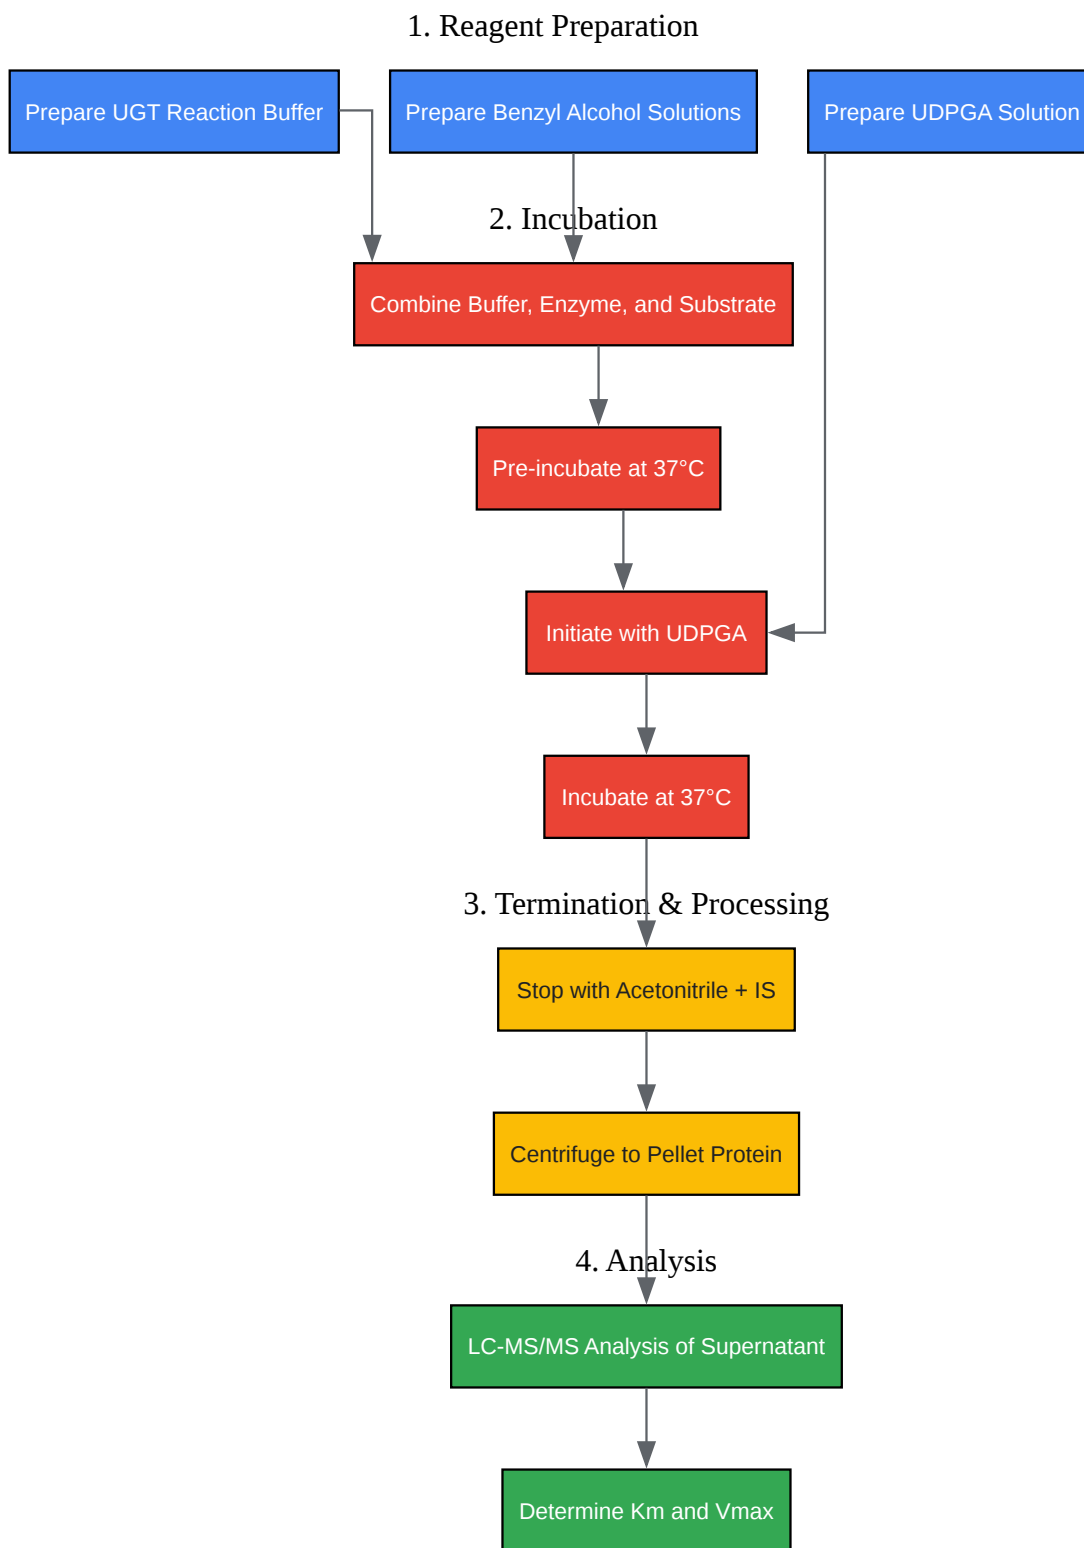 1. Reagent Preparation
Prepare UGT Reaction Buffer
Prepare Benzyl Alcohol Solutions
Prepare UDPGA Solution
2. Incubation
Combine Buffer, Enzyme, and Substrate
Pre-incubate at 37°C
Initiate with UDPGA
Incubate at 37°C
3. Termination & Processing
Stop with Acetonitrile + IS
Centrifuge to Pellet Protein
4. Analysis
LC-MS/MS Analysis of Supernatant
Determine Km and Vmax